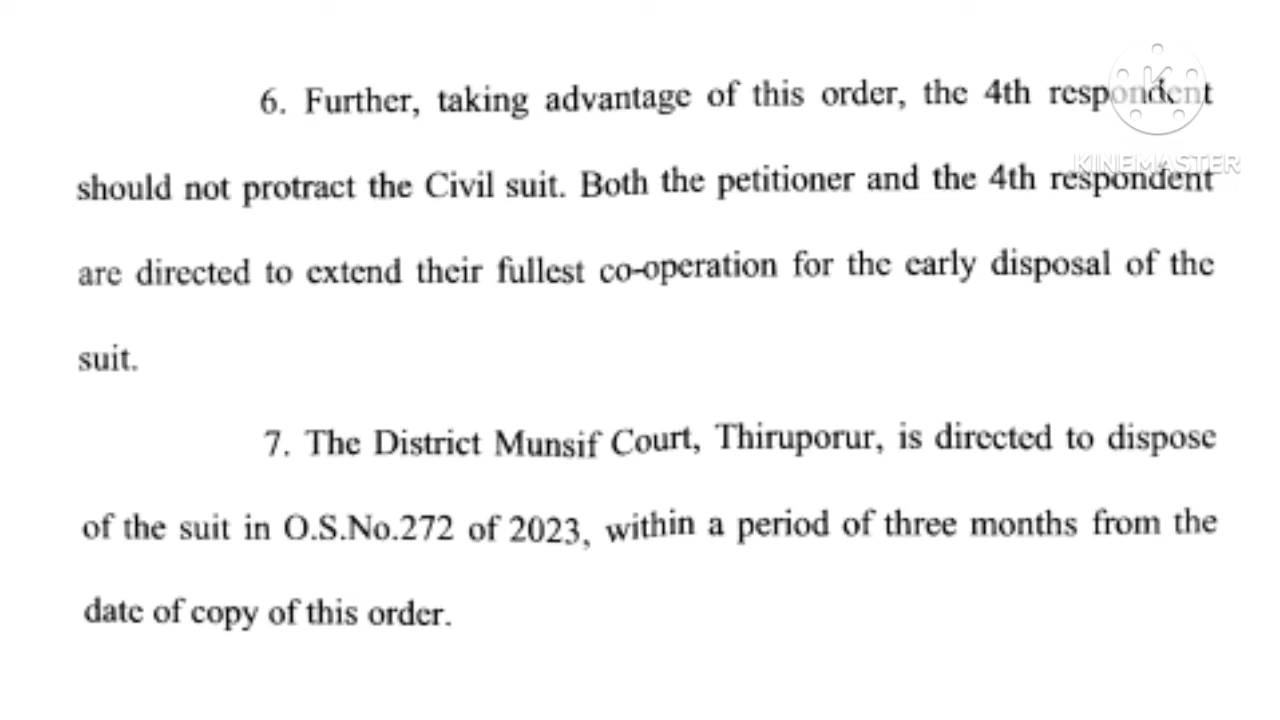 6. Further, taking advantage of this order, the 4th respondent
should not protract the Civil suit. Both the petitioner and the 4th respondent
are directed to extend their fullest co-operation for the early disposal of the
suit.
7. The District Munsif Court, Thiruporur, is directed to dispose
of the suit in O.S.No.272 of 2023, within a period of three months from the
date of copy of this order.
K
KINEMASTER